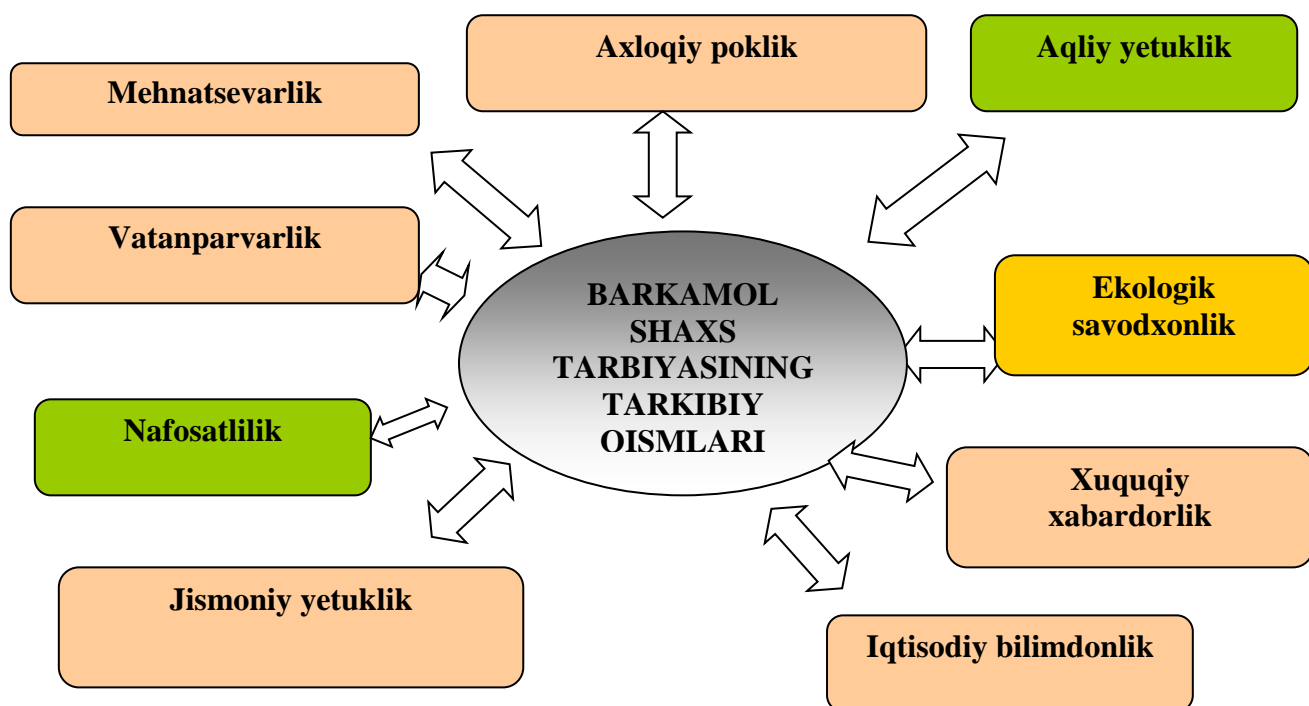 Axloqiy poklik
Aqliy yetuklik
Mehnatsevarlik
Vatanparvarlik
BARKAMOL
SHAXS
TARBIYASINING
TARKIBIY
OISMLARI
Ekologik
savodxonlik
Nafosatlilik
Xuquqiy
xabardorlik
Jismoniy yetuklik
Iqtisodiy bilimdonlik